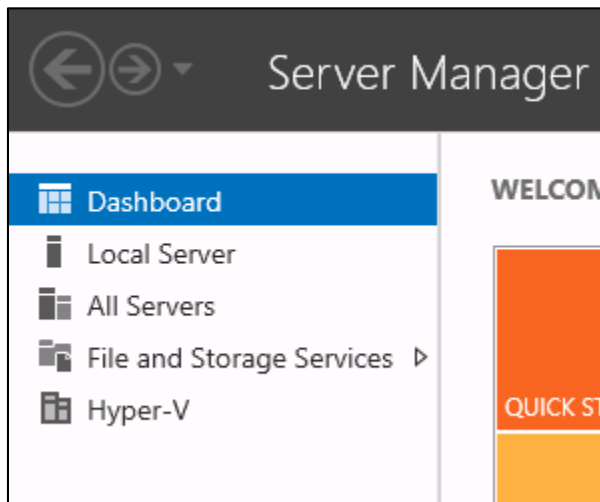 Server Manager
Dashboard
Local Server
All Servers
File and Storage Services
Hyper-V
WELCOM
QUICK ST